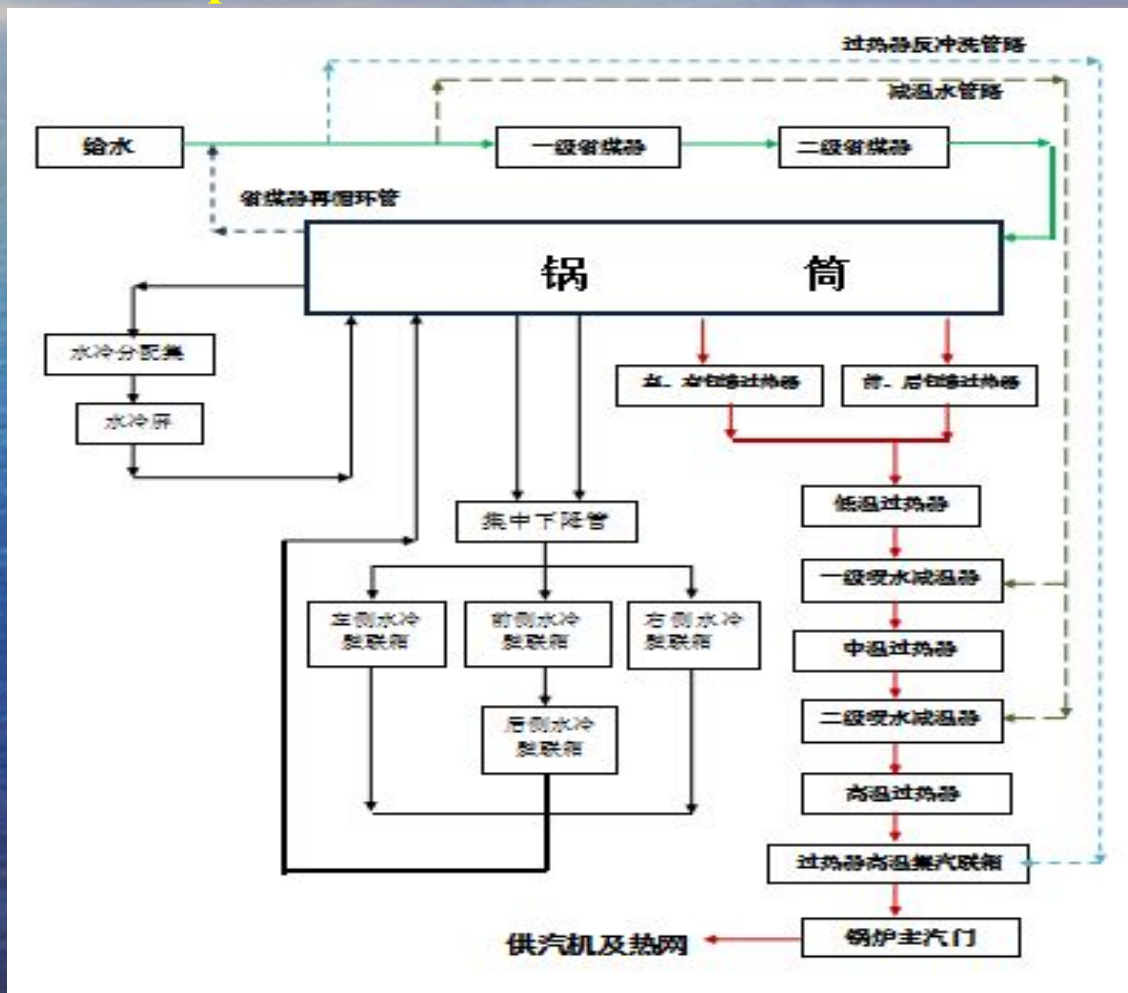 过热器反冲洗管路
减温水管路
给水
一级省煤器
二级省煤器
省煤器再循环管
锅 筒
水冷分配集
水冷屏
左、右包墙过热器
前、后包墙过热器
低温过热器
集中下降管
一级喷水减温器
左侧水冷
壁联箱
前侧水冷
壁联箱
右侧水冷
壁联箱
中温过热器
后侧水冷
壁联箱
二级喷水减温器
高温过热器
过热器高温集汽联箱
锅炉主汽门
供汽机及热网